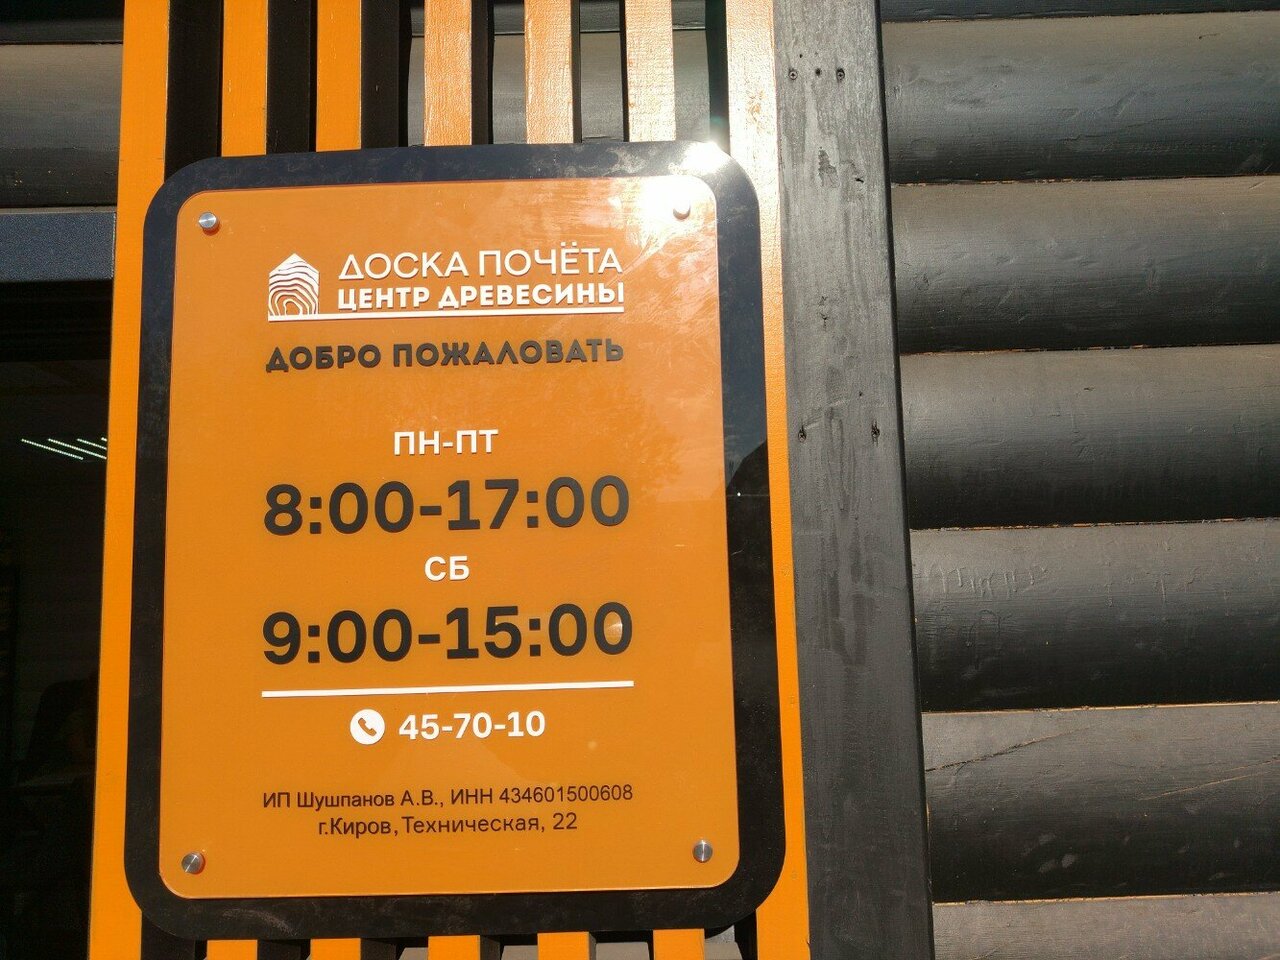 ДОСКА ПОЧЁТА
ЦЕНТР ДРЕВЕСИНЫ
ДОБРО ПОЖАЛОВАТЬ
ПН-ПТ
8:00-17:00
СБ
9:00-15:00
45-70-10
ИП Шушпанов А.В., ИНН 434601500608
г.Киров, Техническая, 22